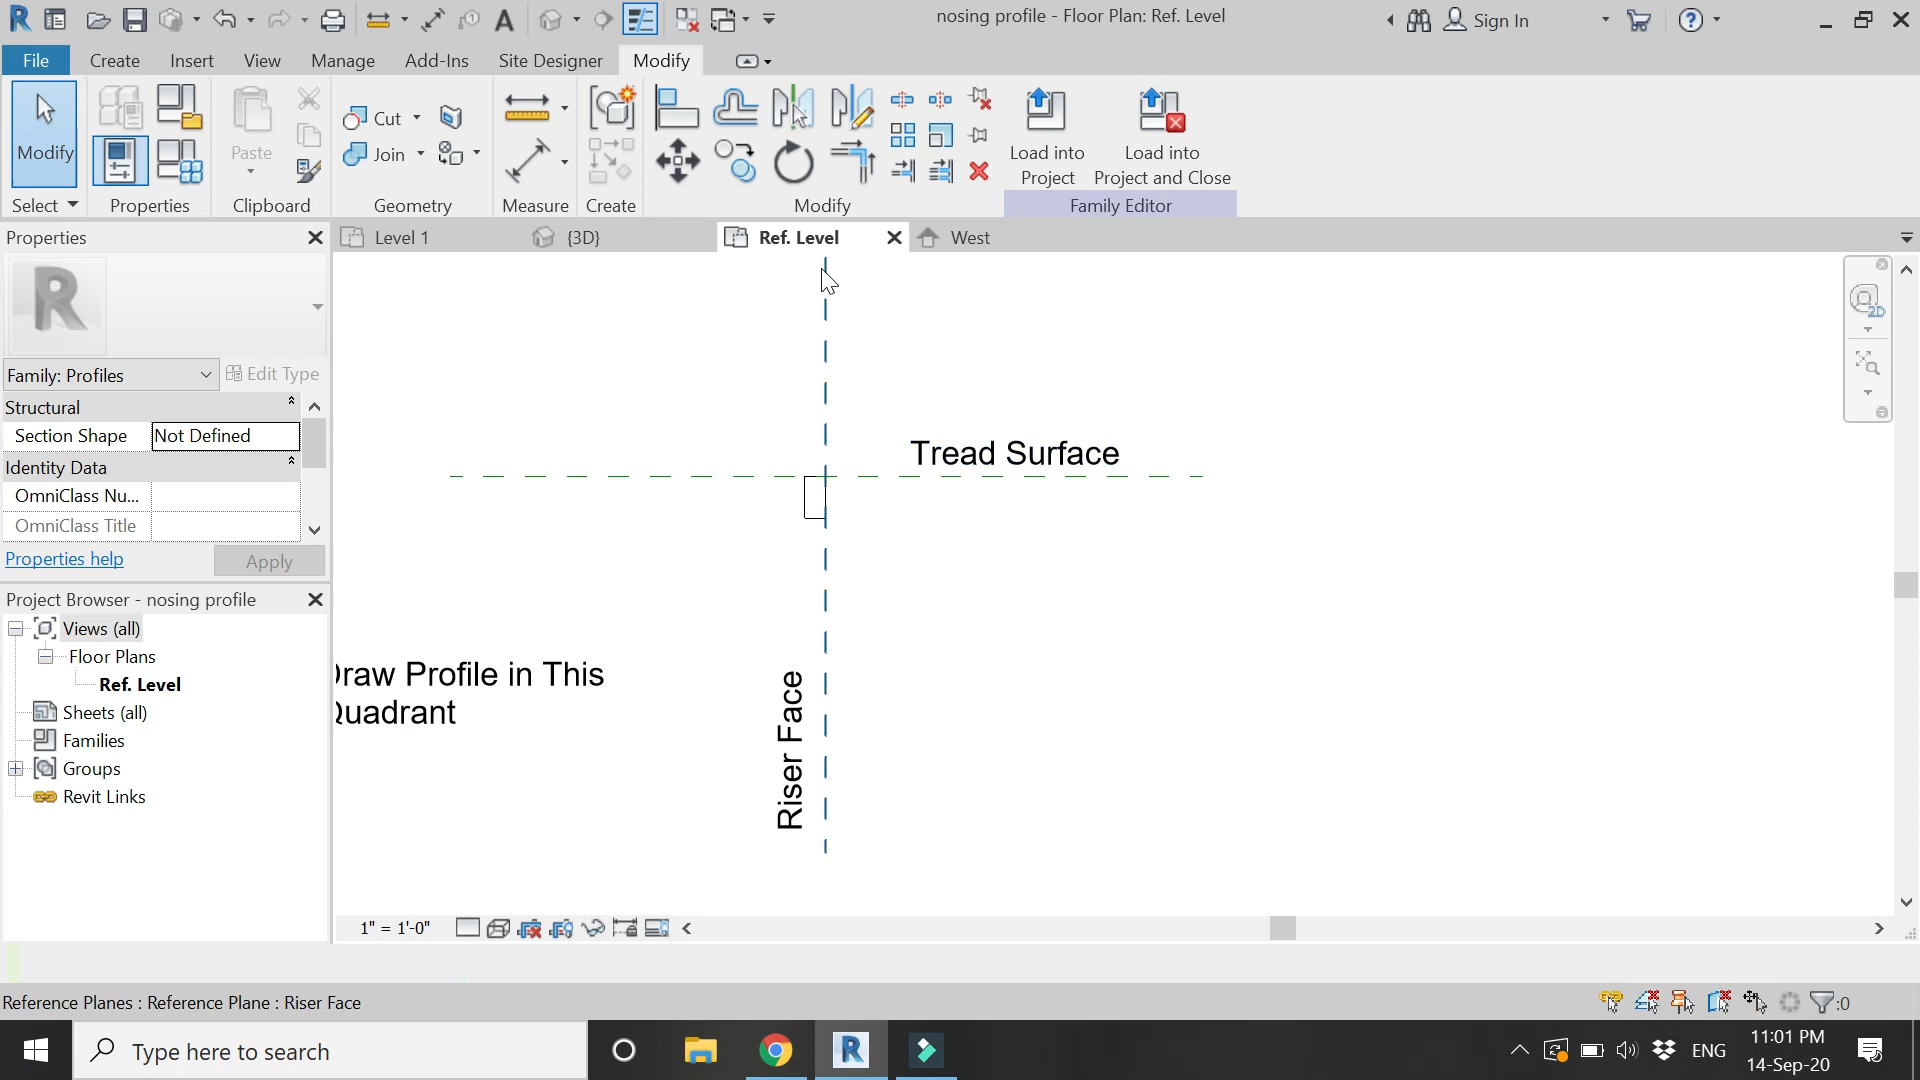 nosing profile - Floor Plan: Ref. Level
Sign In
File
Create
Insert
View
Manage
Add-Ins
Site Designer
Modify
Modify
Paste
Cut
Join
Load into
Project
Load into
Project and Close
Select
Properties
Clipboard
Geometry
Measure
Create
Modify
Family Editor
Properties
Level 1
{3D}
Ref. Level
West
2D
Family: Profiles
Edit Type
Structural
Section Shape
Not Defined
Identity Data
OmniClass Nu...
OmniClass Title
Properties help
Apply
Tread Surface
Draw Profile in This
Quadrant
Riser Face
Project Browser - nosing profile
Views (all)
Floor Plans
Ref. Level
Sheets (all)
Families
Groups
Revit Links
1" = 1'-0"
Reference Planes : Reference Plane : Riser Face
:0
Type here to search
ENG
11:01 PM
14-Sep-20